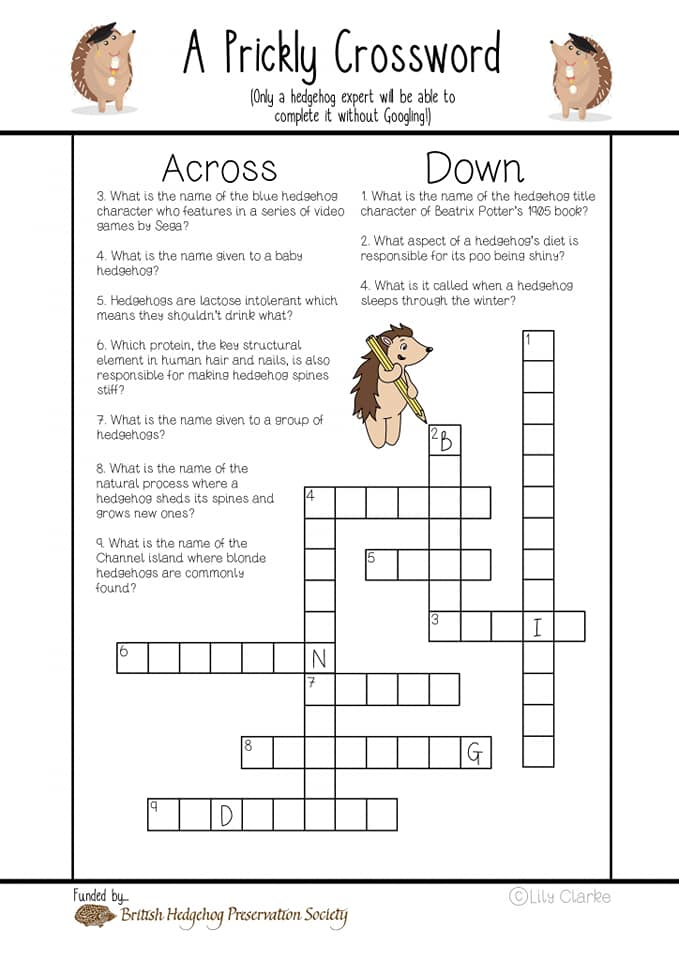 A Prickly Crossword
(Only a hedgehog expert will be able to
complete it without Googling!)
Across
3. What is the name of the blue hedgehog
character who features in a series of video
games by Sega?
4. What is the name given to a baby
hedgehog?
5. Hedgehogs are lactose intolerant which
means they shouldn't drink what?
6. Which protein, the key structural
element in human hair and nails, is also
responsible for making hedgehog spines
stiff?
7. What is the name given to a group of
hedgehogs?
8. What is the name of the
natural process where a
hedgehog sheds its spines and
grows new ones?
9. What is the name of the
Channel island where blonde
hedgehogs are commonly
found?
Down
1. What is the name of the hedgehog title
character of Beatrix Potter's 1905 book?
2. What aspect of a hedgehog's diet is
responsible for its poo being shiny?
4. What is it called when a hedgehog
sleeps through the winter?
1
2 B
4
5
3 I
6 N
7
8 G
9 D
Funded by...
British Hedgehog Preservation Society
©Lily Clarke